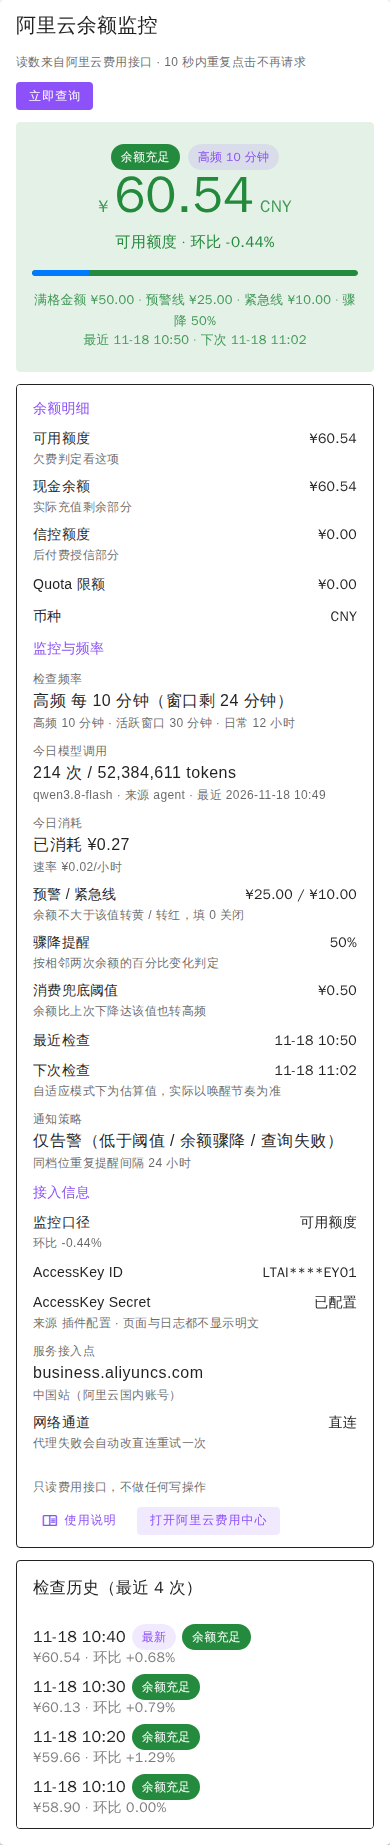 阿里云余额监控
读数来自阿里云费用接口 · 10 秒内重复点击不再请求
立即查询
余额充足 高频 10 分钟
¥ 60.54 CNY
可用额度 · 环比 -0.44%
满格金额 ¥50.00 · 预警线 ¥25.00 · 紧急线 ¥10.00 · 骤
降 50%
最近 11-18 10:50 · 下次 11-18 11:02
余额明细
可用额度 ¥60.54
欠费判定看这项
现金余额 ¥60.54
实际充值剩余部分
信控额度 ¥0.00
后付费授信部分
Quota 限额 ¥0.00
币种 CNY
监控与频率
检查频率
高频 每 10 分钟（窗口剩 24 分钟）
高频 10 分钟 · 活跃窗口 30 分钟 · 日常 12 小时
今日模型调用
214 次 / 52,384,611 tokens
qwen3.8-flash · 来源 agent · 最近 2026-11-18 10:49
今日消耗
已消耗 ¥0.27
速率 ¥0.02/小时
预警 / 紧急线 ¥25.00 / ¥10.00
余额不大于该值转黄 / 转红，填 0 关闭
骤降提醒 50%
按相邻两次余额的百分比变化判定
消费兜底阈值 ¥0.50
余额比上次下降达该值也转高频
最近检查 11-18 10:50
下次检查 11-18 11:02
自适应模式下为估算值，实际以唤醒节奏为准
通知策略
仅告警（低于阈值 / 余额骤降 / 查询失败）
同档位重复提醒间隔 24 小时
接入信息
监控口径 可用额度
环比 -0.44%
AccessKey ID LTAI****EY01
AccessKey Secret 已配置
来源 插件配置 · 页面与日志都不显示明文
服务接入点
business.aliyuncs.com
中国站（阿里云国内账号）
网络通道 直连
代理失败会自动改直连重试一次
只读费用接口，不做任何写操作
使用说明 打开阿里云费用中心
检查历史（最近 4 次）
11-18 10:40 最新 余额充足
¥60.54 · 环比 +0.68%
11-18 10:30 余额充足
¥60.13 · 环比 +0.79%
11-18 10:20 余额充足
¥59.66 · 环比 +1.29%
11-18 10:10 余额充足
¥58.90 · 环比 0.00%